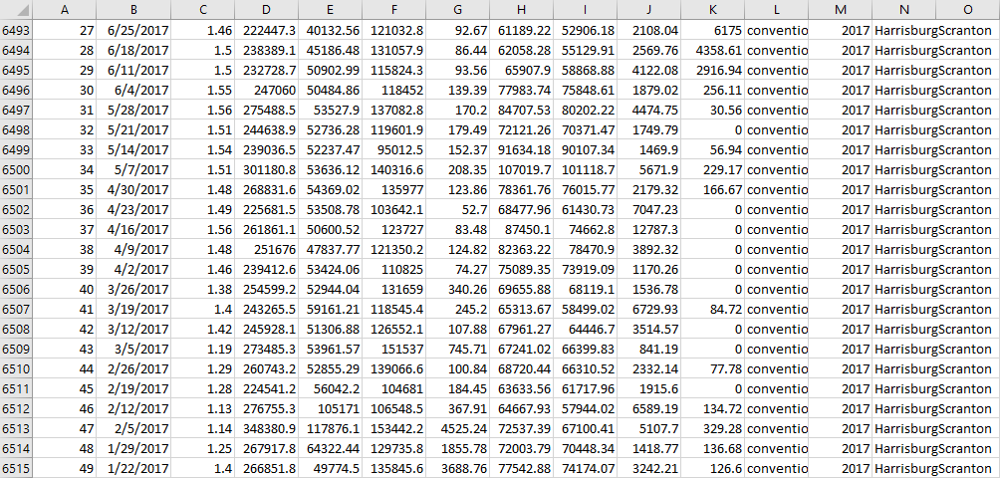 A B C D E F G H I J K L M N O
6493 27 6/25/2017 1.46 222447.3 40132.56 121032.8 92.67 61189.22 52906.18 2108.04 6175 conventio 2017 HarrisburgScranton
6494 28 6/18/2017 1.5 238389.1 45186.48 131057.9 86.44 62058.28 55129.91 2569.76 4358.61 conventio 2017 HarrisburgScranton
6495 29 6/11/2017 1.5 232728.7 50902.99 115824.3 93.56 65907.9 58868.88 4122.08 2916.94 conventio 2017 HarrisburgScranton
6496 30 6/4/2017 1.55 247060 50484.86 118452 139.39 77983.74 75848.61 1879.02 256.11 conventio 2017 HarrisburgScranton
6497 31 5/28/2017 1.56 275488.5 53527.9 137082.8 170.2 84707.53 80202.22 4474.75 30.56 conventio 2017 HarrisburgScranton
6498 32 5/21/2017 1.51 244638.9 52736.28 119601.9 179.49 72121.26 70371.47 1749.79 0 conventio 2017 HarrisburgScranton
6499 33 5/14/2017 1.54 239036.5 52237.47 95012.5 152.37 91634.18 90107.34 1469.9 56.94 conventio 2017 HarrisburgScranton
6500 34 5/7/2017 1.51 301180.8 53636.12 140316.6 208.35 107019.7 101118.7 5671.9 229.17 conventio 2017 HarrisburgScranton
6501 35 4/30/2017 1.48 268831.6 54369.02 135977 123.86 78361.76 76015.77 2179.32 166.67 conventio 2017 HarrisburgScranton
6502 36 4/23/2017 1.49 225681.5 53508.78 103642.1 52.7 68477.96 61430.73 7047.23 0 conventio 2017 HarrisburgScranton
6503 37 4/16/2017 1.56 261861.1 50600.52 123727 83.48 87450.1 74662.8 12787.3 0 conventio 2017 HarrisburgScranton
6504 38 4/9/2017 1.48 251676 47837.77 121350.2 124.82 82363.22 78470.9 3892.32 0 conventio 2017 HarrisburgScranton
6505 39 4/2/2017 1.46 239412.6 53424.06 110825 74.27 75089.35 73919.09 1170.26 0 conventio 2017 HarrisburgScranton
6506 40 3/26/2017 1.38 254599.2 52944.04 131659 340.26 69655.88 68119.1 1536.78 0 conventio 2017 HarrisburgScranton
6507 41 3/19/2017 1.4 243265.5 59161.21 118545.4 245.2 65313.67 58499.02 6729.93 84.72 conventio 2017 HarrisburgScranton
6508 42 3/12/2017 1.42 245928.1 51306.88 126552.1 107.88 67961.27 64446.7 3514.57 0 conventio 2017 HarrisburgScranton
6509 43 3/5/2017 1.19 273485.3 53961.57 151537 745.71 67241.02 66399.83 841.19 0 conventio 2017 HarrisburgScranton
6510 44 2/26/2017 1.29 260743.2 52855.29 139066.6 100.84 68720.44 66310.52 2332.14 77.78 conventio 2017 HarrisburgScranton
6511 45 2/19/2017 1.28 224541.2 56042.2 104681 184.45 63633.56 61717.96 1915.6 0 conventio 2017 HarrisburgScranton
6512 46 2/12/2017 1.13 276755.3 105171 106548.5 367.91 64667.93 57944.02 6589.19 134.72 conventio 2017 HarrisburgScranton
6513 47 2/5/2017 1.14 348380.9 117876.1 153442.2 4525.24 72537.39 67100.41 5107.7 329.28 conventio 2017 HarrisburgScranton
6514 48 1/29/2017 1.25 267917.8 64322.44 129735.8 1855.78 72003.79 70448.34 1418.77 136.68 conventio 2017 HarrisburgScranton
6515 49 1/22/2017 1.4 266851.8 49774.5 135845.6 3688.76 77542.88 74174.07 3242.21 126.6 conventio 2017 HarrisburgScranton